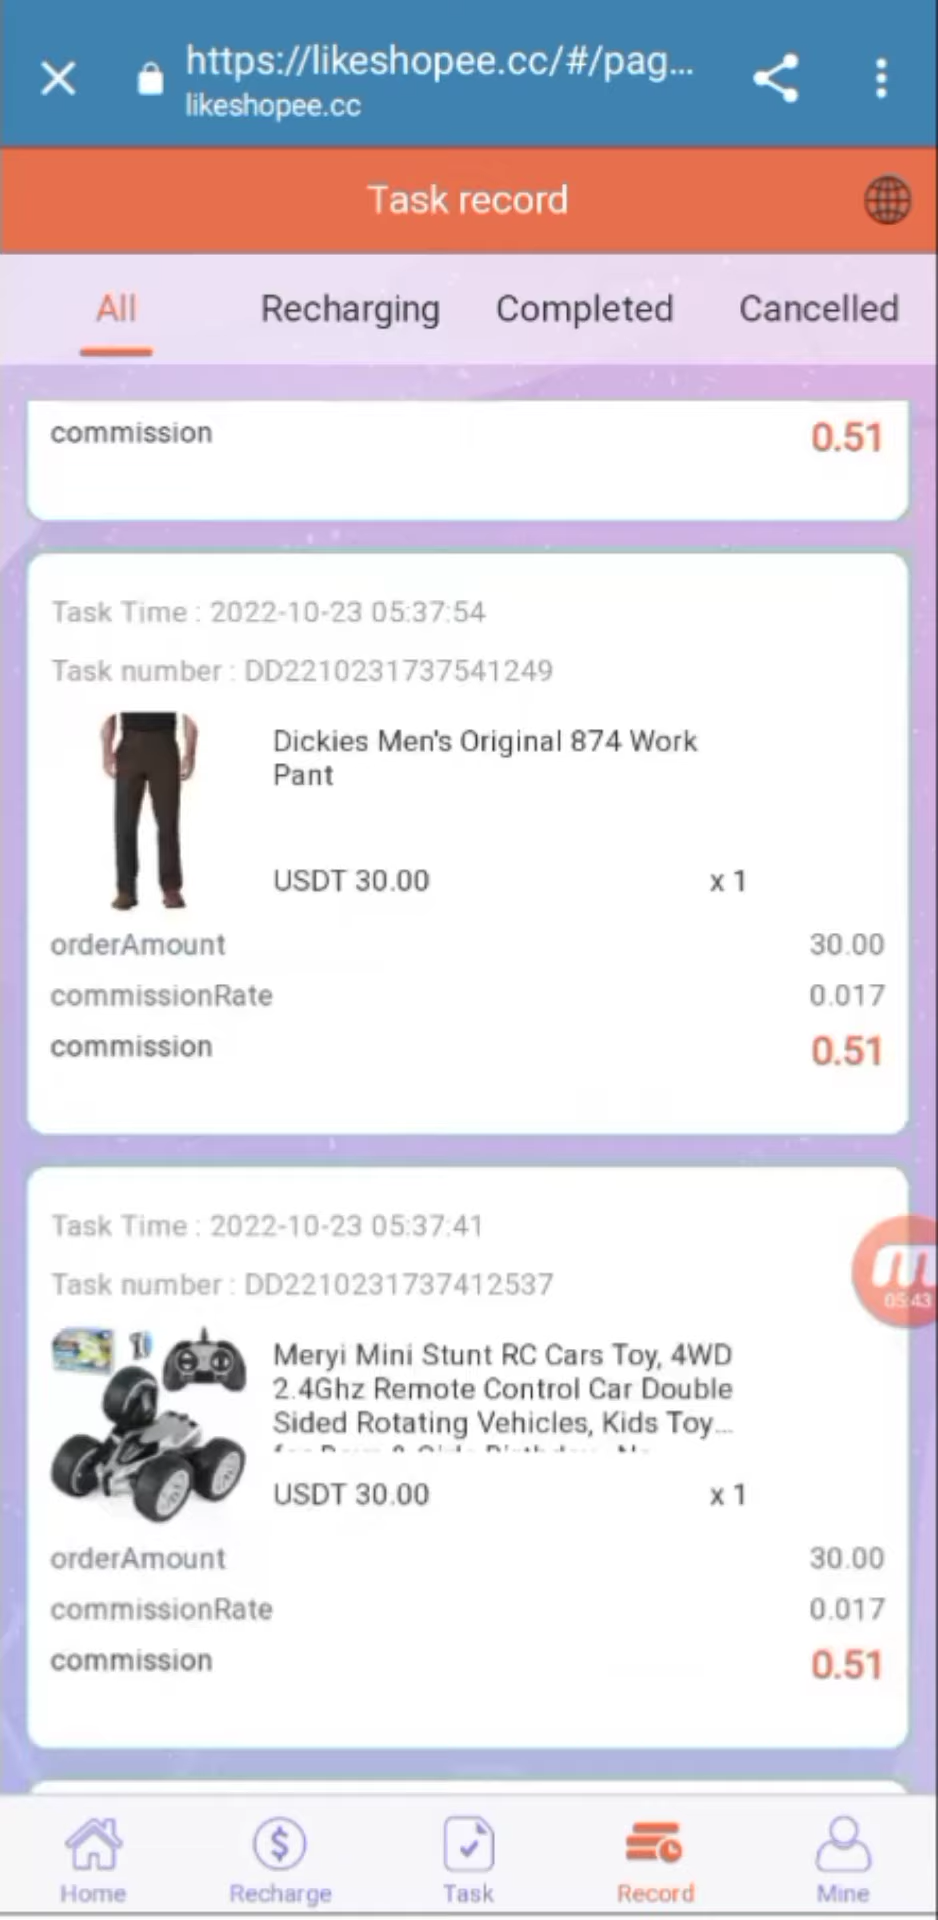 https://likeshopee.cc/#/pag...
likeshopee.cc
Task record
All Recharging Completed Cancelled
commission 0.51
Task Time : 2022-10-23 05:37:54
Task number : DD2210231737541249
Dickies Men's Original 874 Work
Pant
USDT 30.00 x 1
orderAmount 30.00
commissionRate 0.017
commission 0.51
Task Time : 2022-10-23 05:37:41
Task number : DD2210231737412537
05:43
Meryi Mini Stunt RC Cars Toy, 4WD
2.4Ghz Remote Control Car Double
Sided Rotating Vehicles, Kids Toy...
USDT 30.00 x 1
orderAmount 30.00
commissionRate 0.017
commission 0.51
Home Recharge Task Record Mine